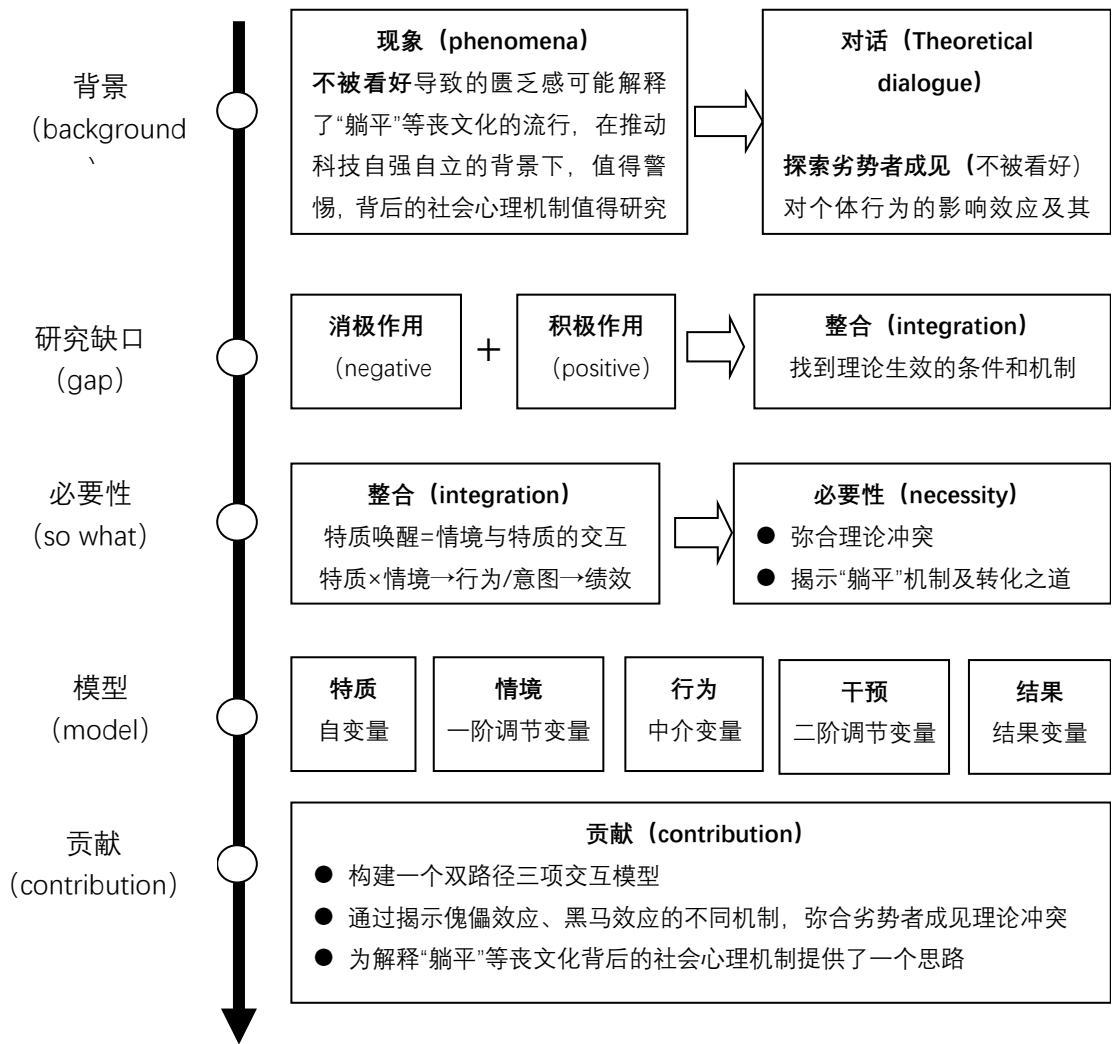 背景
（background
、
现象（phenomena）
不被看好导致的匮乏感可能解释
了“躺平”等丧文化的流行，在推动
科技自强自立的背景下，值得警
惕，背后的社会心理机制值得研究
对话（Theoretical
dialogue）
探索劣势者成见（不被看好）
对个体行为的影响效应及其
研究缺口
（gap）
消极作用
（negative
+
积极作用
（positive）
整合（integration）
找到理论生效的条件和机制
必要性
（so what）
整合（integration）
特质唤醒=情境与特质的交互
特质×情境→行为/意图→绩效
必要性（necessity）
● 弥合理论冲突
● 揭示“躺平”机制及转化之道
模型
（model）
特质
自变量
情境
一阶调节变量
行为
中介变量
干预
二阶调节变量
结果
结果变量
贡献
（contribution）
贡献（contribution）
● 构建一个双路径三项交互模型
● 通过揭示傀儡效应、黑马效应的不同机制，弥合劣势者成见理论冲突
● 为解释“躺平”等丧文化背后的社会心理机制提供了一个思路